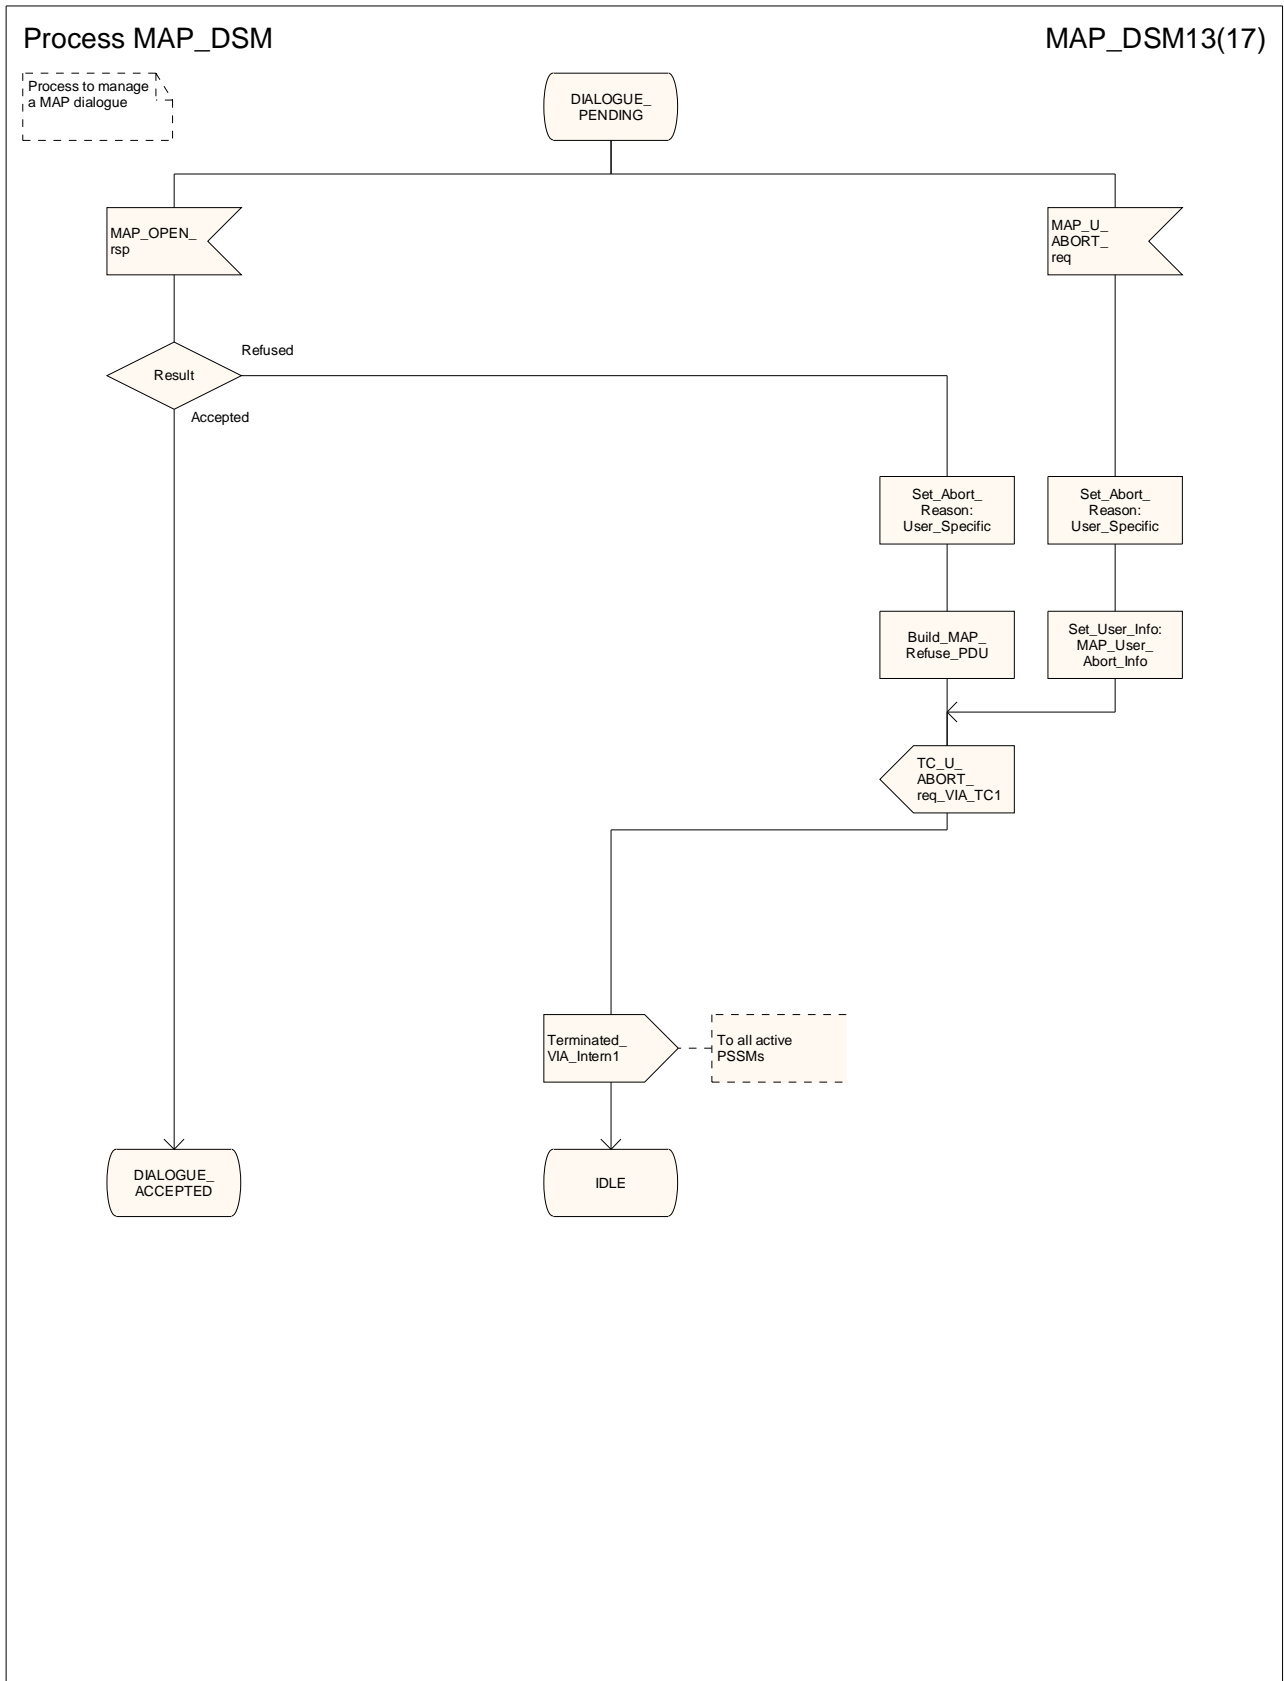 Process MAP_DSM
MAP_DSM13(17)
Process to manage
a MAP dialogue
DIALOGUE_
PENDING
MAP_OPEN_
rsp
MAP_U_
ABORT_
req
Refused
Result
Accepted
Set_Abort_
Reason:
User_Specific
Set_Abort_
Reason:
User_Specific
Build_MAP_
Refuse_PDU
Set_User_Info:
MAP_User_
Abort_Info
TC_U_
ABORT_
req_VIA_TC1
Terminated_
VIA_Intern1
To all active
PSSMs
DIALOGUE_
ACCEPTED
IDLE